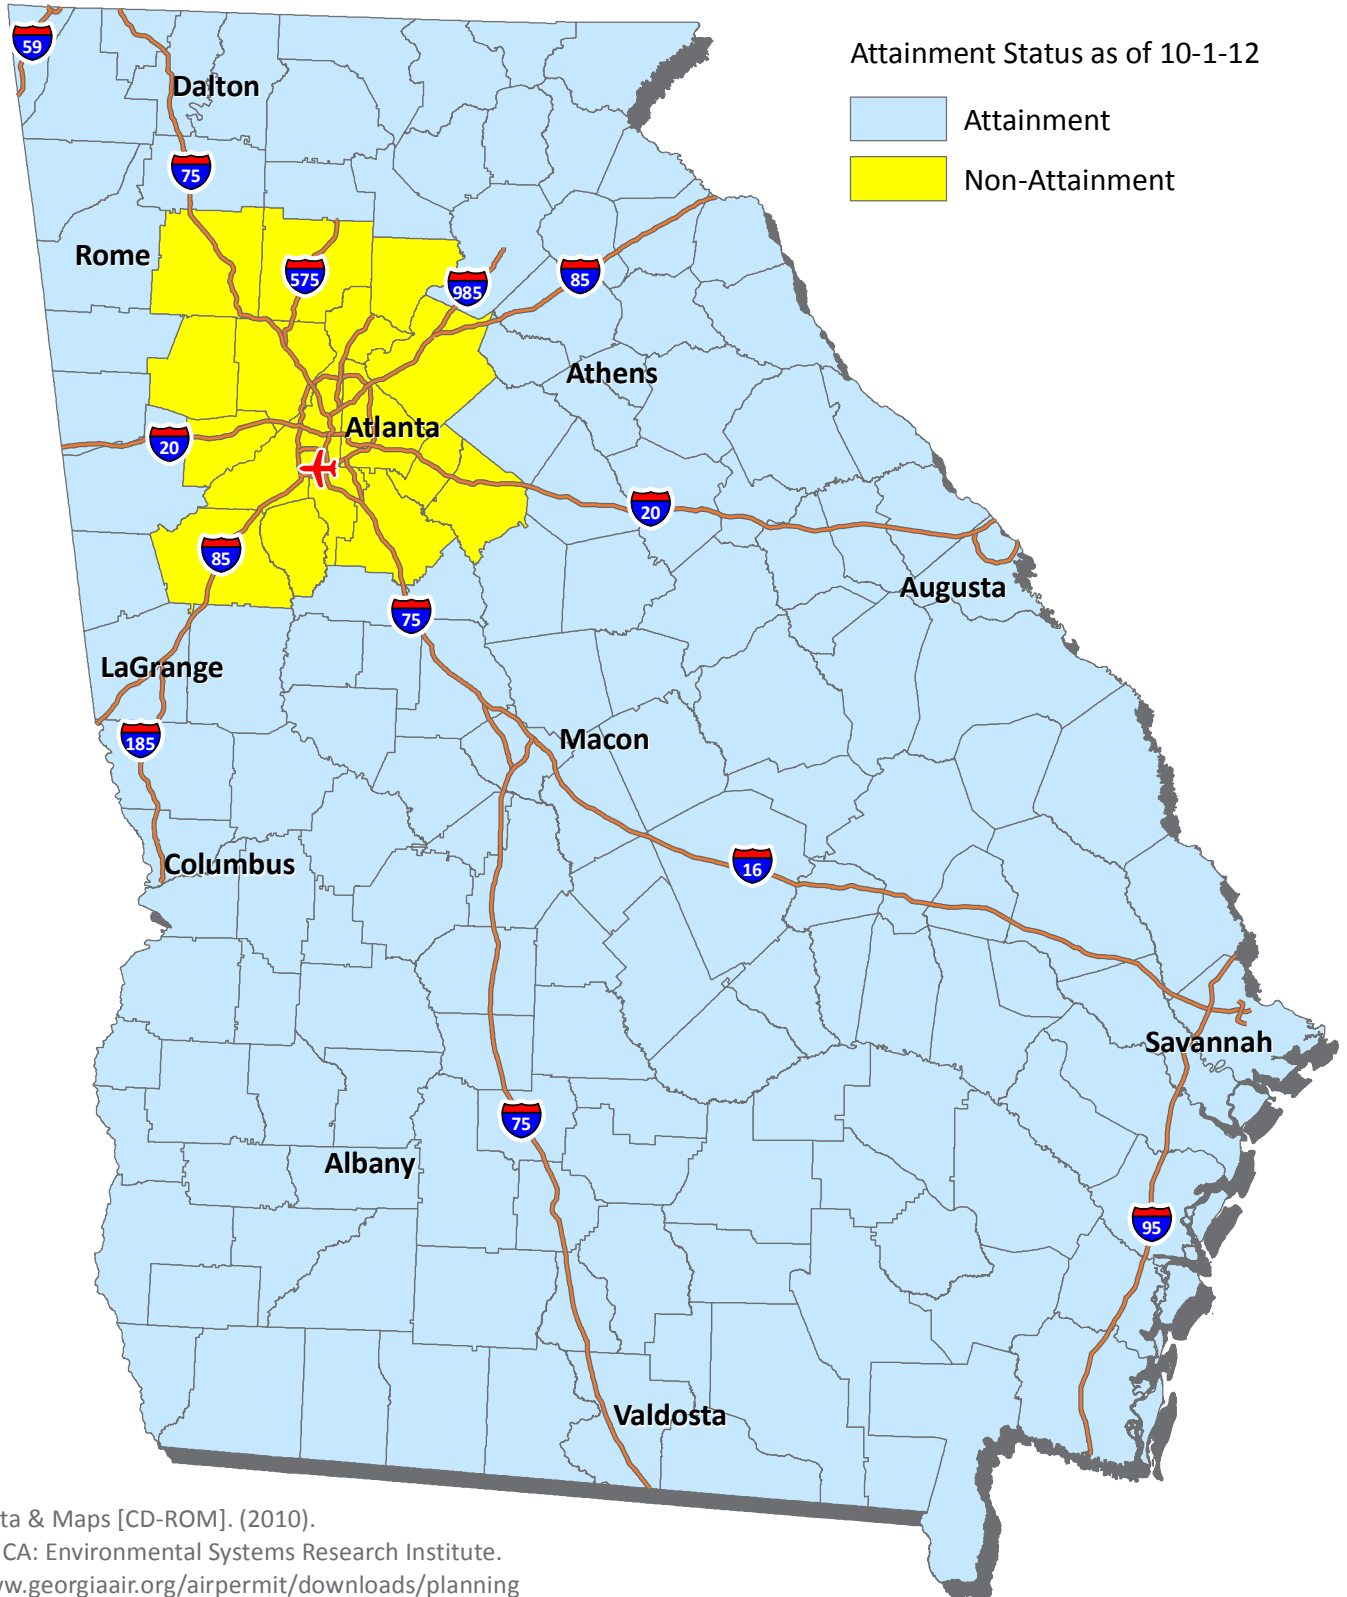 Attainment Status as of 10-1-12
Attainment
Non-Attainment
59
Dalton
75
Rome
575
985
85
Athens
Atlanta
20
20
85
Augusta
75
LaGrange
185
Macon
Columbus
16
Savannah
75
Albany
95
Valdosta
ta & Maps [CD-ROM]. (2010).
CA: Environmental Systems Research Institute.
w.georgiaair.org/airpermit/downloads/planning